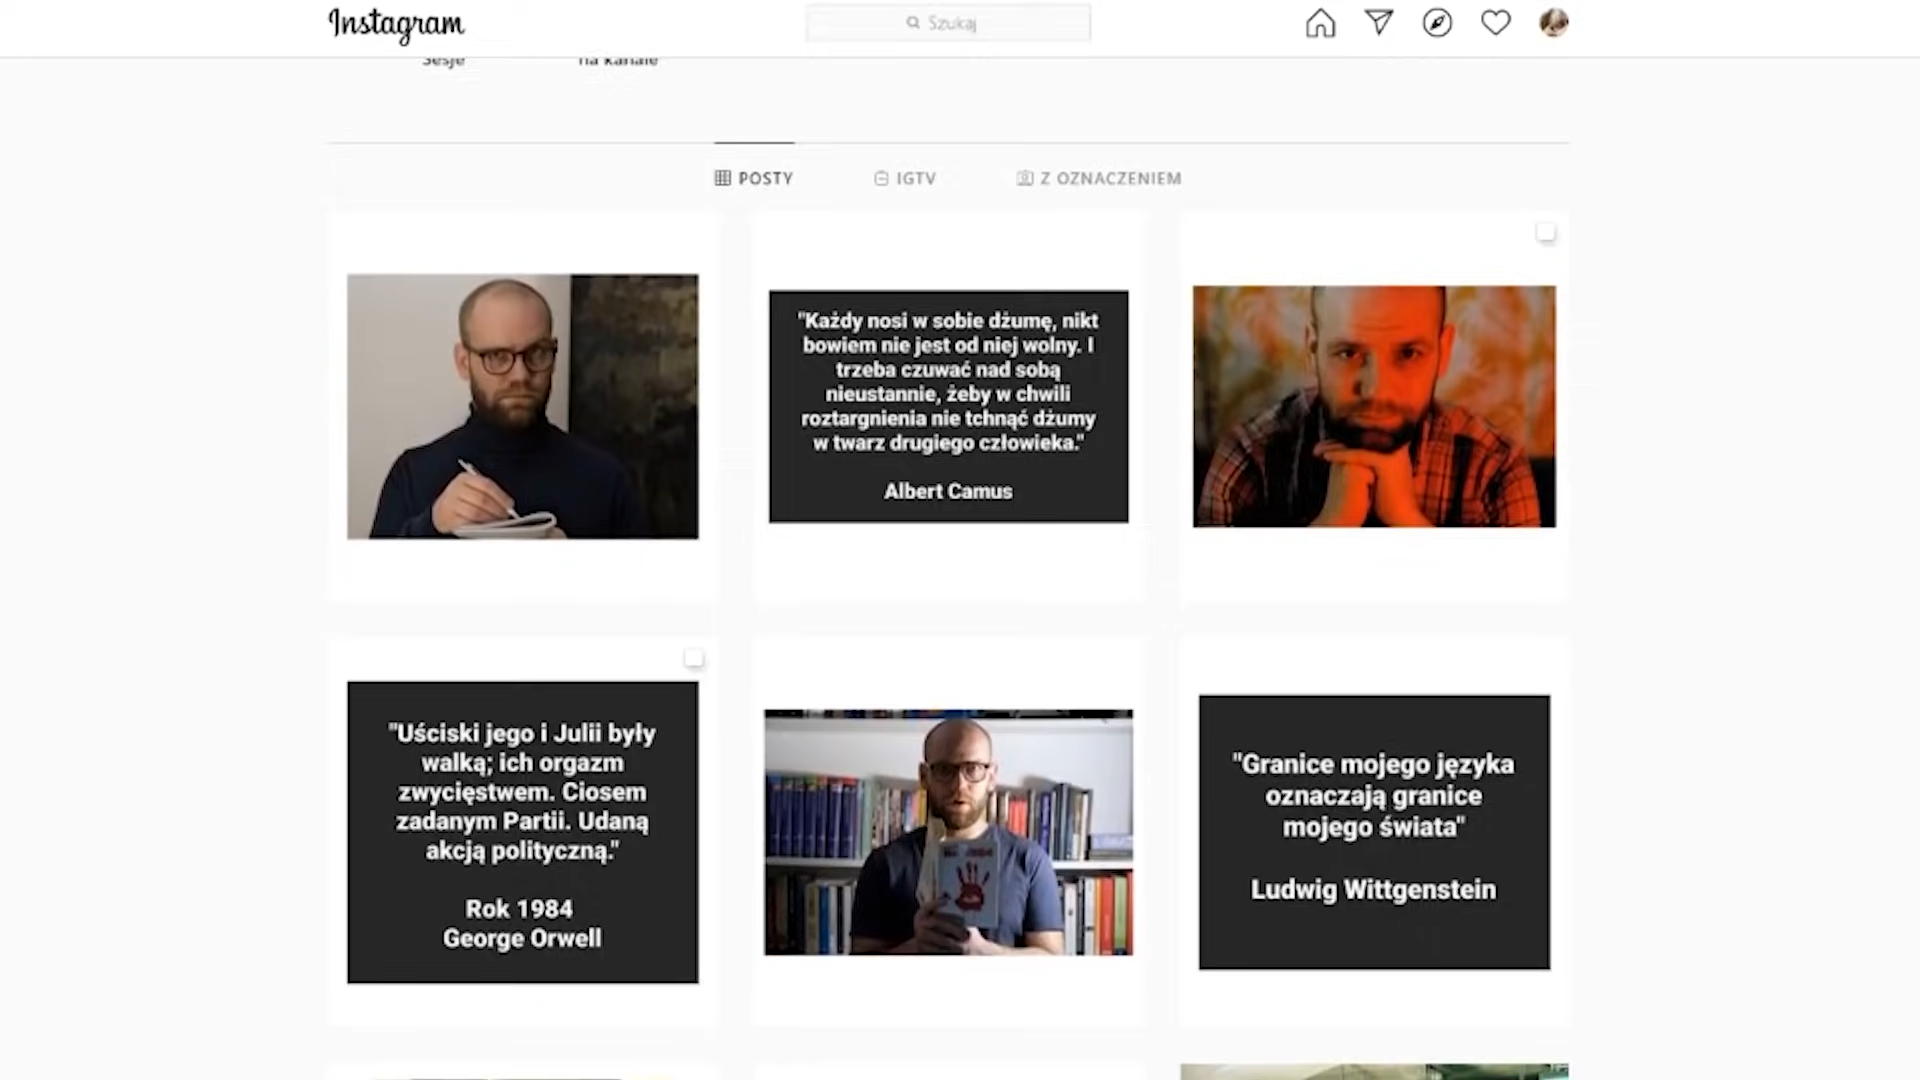 Instagram
Szukaj
Sesje
na kanale
POSTY
IGTV
Z OZNACZENIEM
"Każdy nosi w sobie dżumę, nikt
bowiem nie jest od niej wolny. I
trzeba czuwać nad sobą
nieustannie, żeby w chwili
roztargnienia nie tchnąć dżumy
w twarz drugiego człowieka."
Albert Camus
"Uściski jego i Julii były
walką; ich orgazm
zwycięstwem. Ciosem
zadanym Partii. Udaną
akcją polityczną."
Rok 1984
George Orwell
"Granice mojego języka
oznaczają granice
mojego świata"
Ludwig Wittgenstein